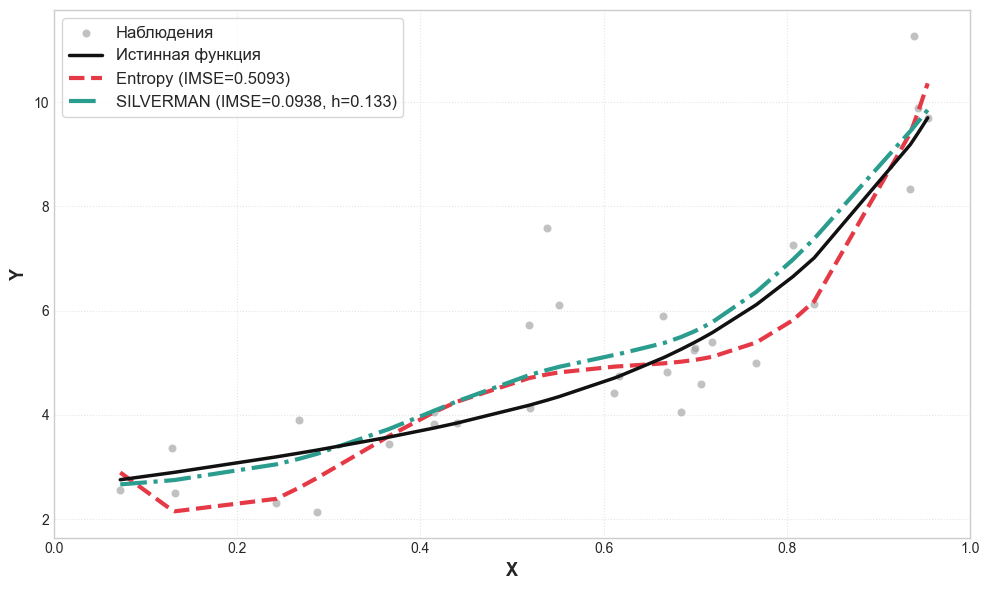 Наблюдения
Истинная функция
Entropy (IMSE=0.5093)
SILVERMAN (IMSE=0.0938, h=0.133)
10
8
6
4
2
Y
0.0 0.2 0.4 0.6 0.8 1.0
X